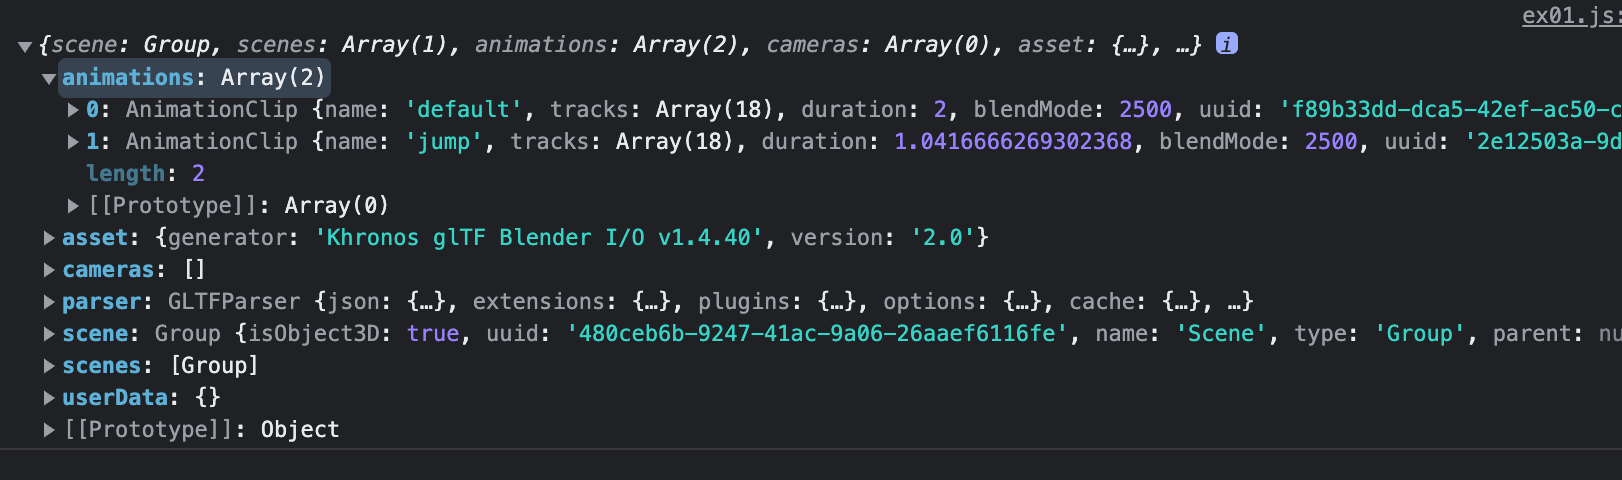 ex01.js:
▼{scene: Group, scenes: Array(1), animations: Array(2), cameras: Array(0), asset: {…}, …} i
▼animations: Array(2)
▶0: AnimationClip {name: 'default', tracks: Array(18), duration: 2, blendMode: 2500, uuid: 'f89b33dd-dca5-42ef-ac50-c
▶1: AnimationClip {name: 'jump', tracks: Array(18), duration: 1.0416666269302368, blendMode: 2500, uuid: '2e12503a-9d
length: 2
▶[[Prototype]]: Array(0)
▶asset: {generator: 'Khronos glTF Blender I/O v1.4.40', version: '2.0'}
▶cameras: []
▶parser: GLTFParser {json: {…}, extensions: {…}, plugins: {…}, options: {…}, cache: {…}, …}
▶scene: Group {isObject3D: true, uuid: '480ceb6b-9247-41ac-9a06-26aaef6116fe', name: 'Scene', type: 'Group', parent: nu
▶scenes: [Group]
▶userData: {}
▶[[Prototype]]: Object